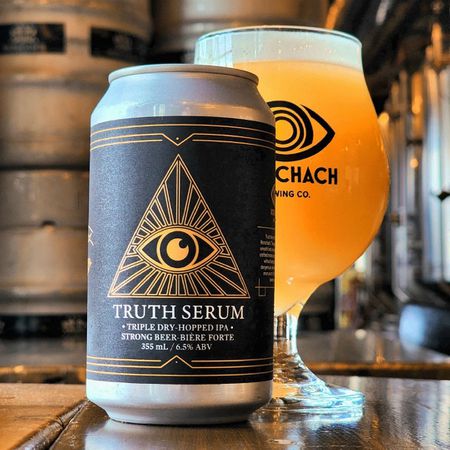 TRUTH SERUM
• TRIPLE DRY-HOPPED IPA •
STRONG BEER-BIÈRE FORTE
355 mL / 6.5% ABV
CHACH
WING CO.